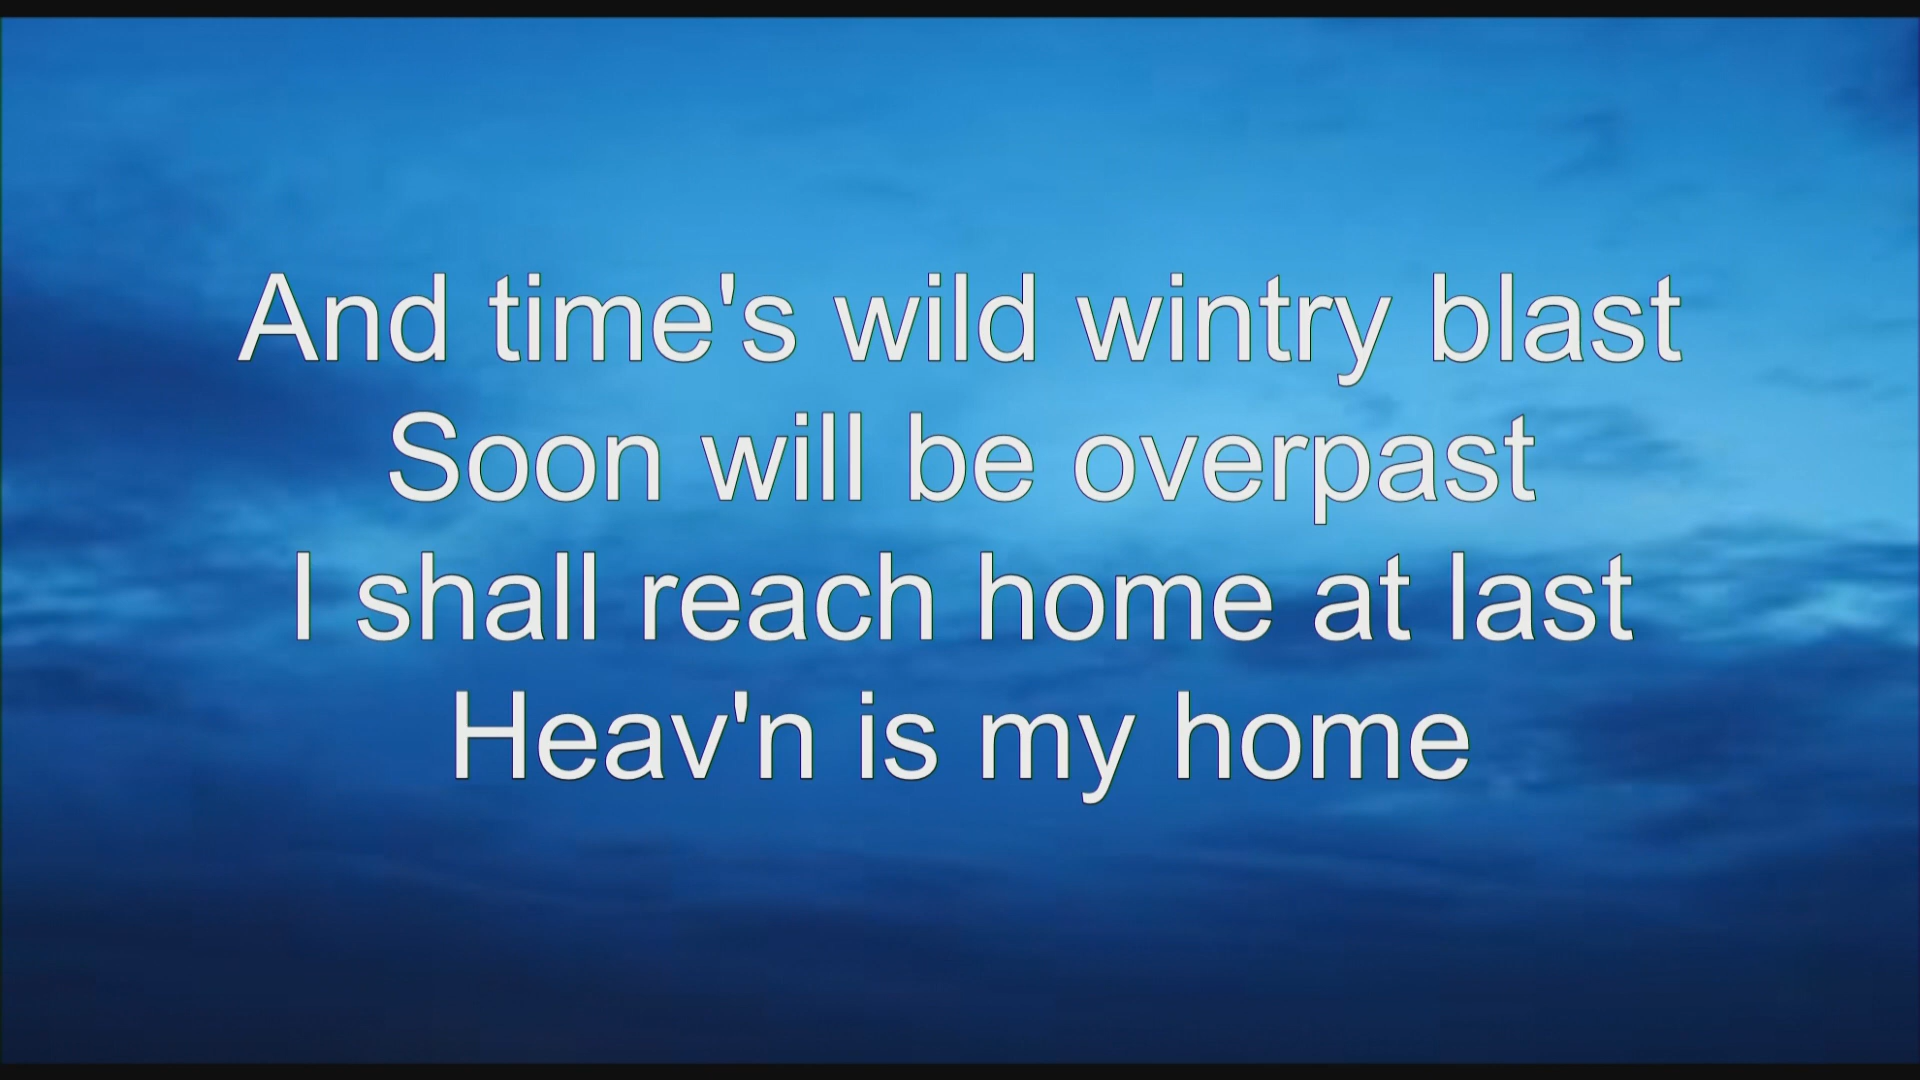 And time's wild wintry blast
Soon will be overpast
I shall reach home at last
Heav'n is my home